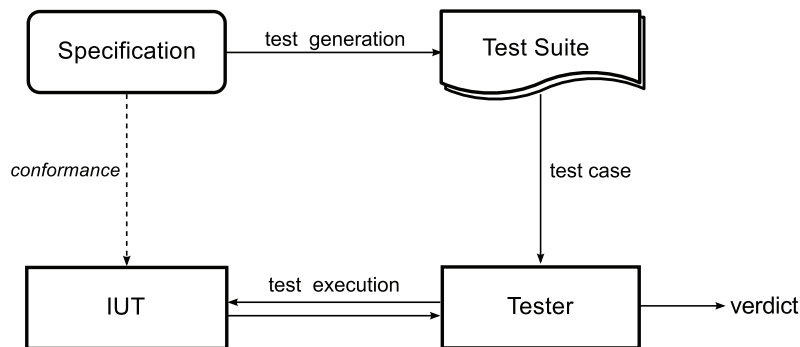 Specification
test generation
Test Suite
conformance
test case
IUT
test execution
Tester
verdict